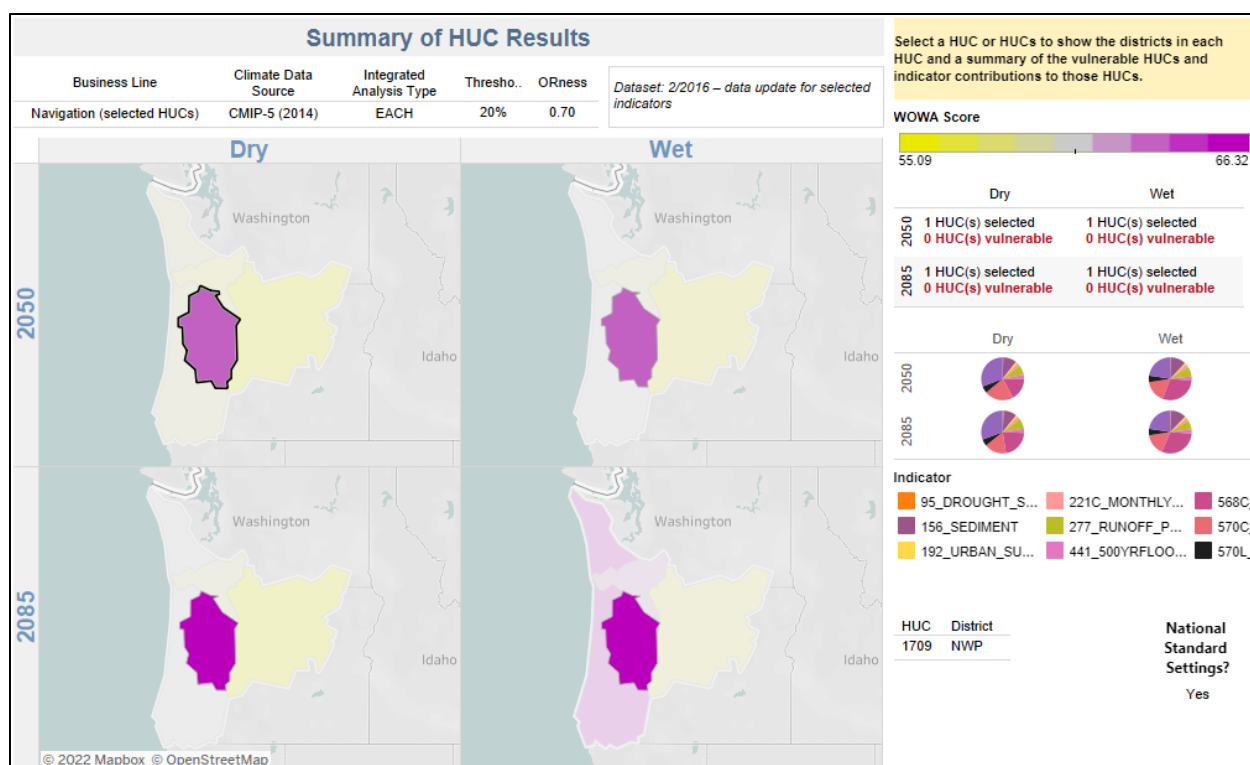 Summary of HUC Results
Business Line
Climate Data
Source
Integrated
Analysis Type
Thresho..
ORness
Navigation (selected HUCs)
CMIP-5 (2014)
EACH
20%
0.70
Dataset: 2/2016 – data update for selected
indicators
Dry
Wet
2050
Washington
Idaho
Washington
Idaho
2085
Washington
Idaho
Washington
Idaho
© 2022 Mapbox © OpenStreetMap
Select a HUC or HUCs to show the districts in each
HUC and a summary of the vulnerable HUCs and
indicator contributions to those HUCs.
WOWA Score
55.09
66.32
Dry
Wet
2050
1 HUC(s) selected
0 HUC(s) vulnerable
1 HUC(s) selected
0 HUC(s) vulnerable
2085
1 HUC(s) selected
0 HUC(s) vulnerable
1 HUC(s) selected
0 HUC(s) vulnerable
Dry
Wet
2050
2085
Indicator
95_DROUGHT_S...
221C_MONTHLY...
568C_
156_SEDIMENT
277_RUNOFF_P...
570C_
192_URBAN_SU...
441_500YRFLOO...
570L_
HUC
District
1709
NWP
National
Standard
Settings?
Yes